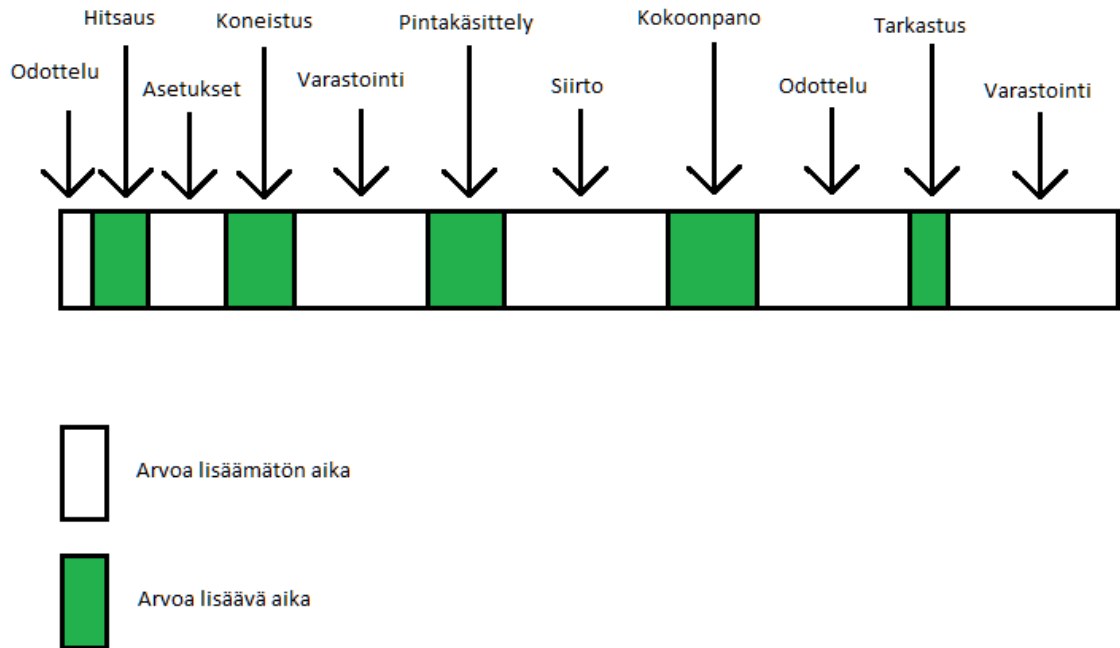 Hitsaus
Koneistus
Pintakäsittely
Kokoonpano
Tarkastus
Odottelu
Asetukset
Varastointi
Siirto
Odottelu
Varastointi
Arvoa lisäämätön aika
Arvoa lisäävä aika